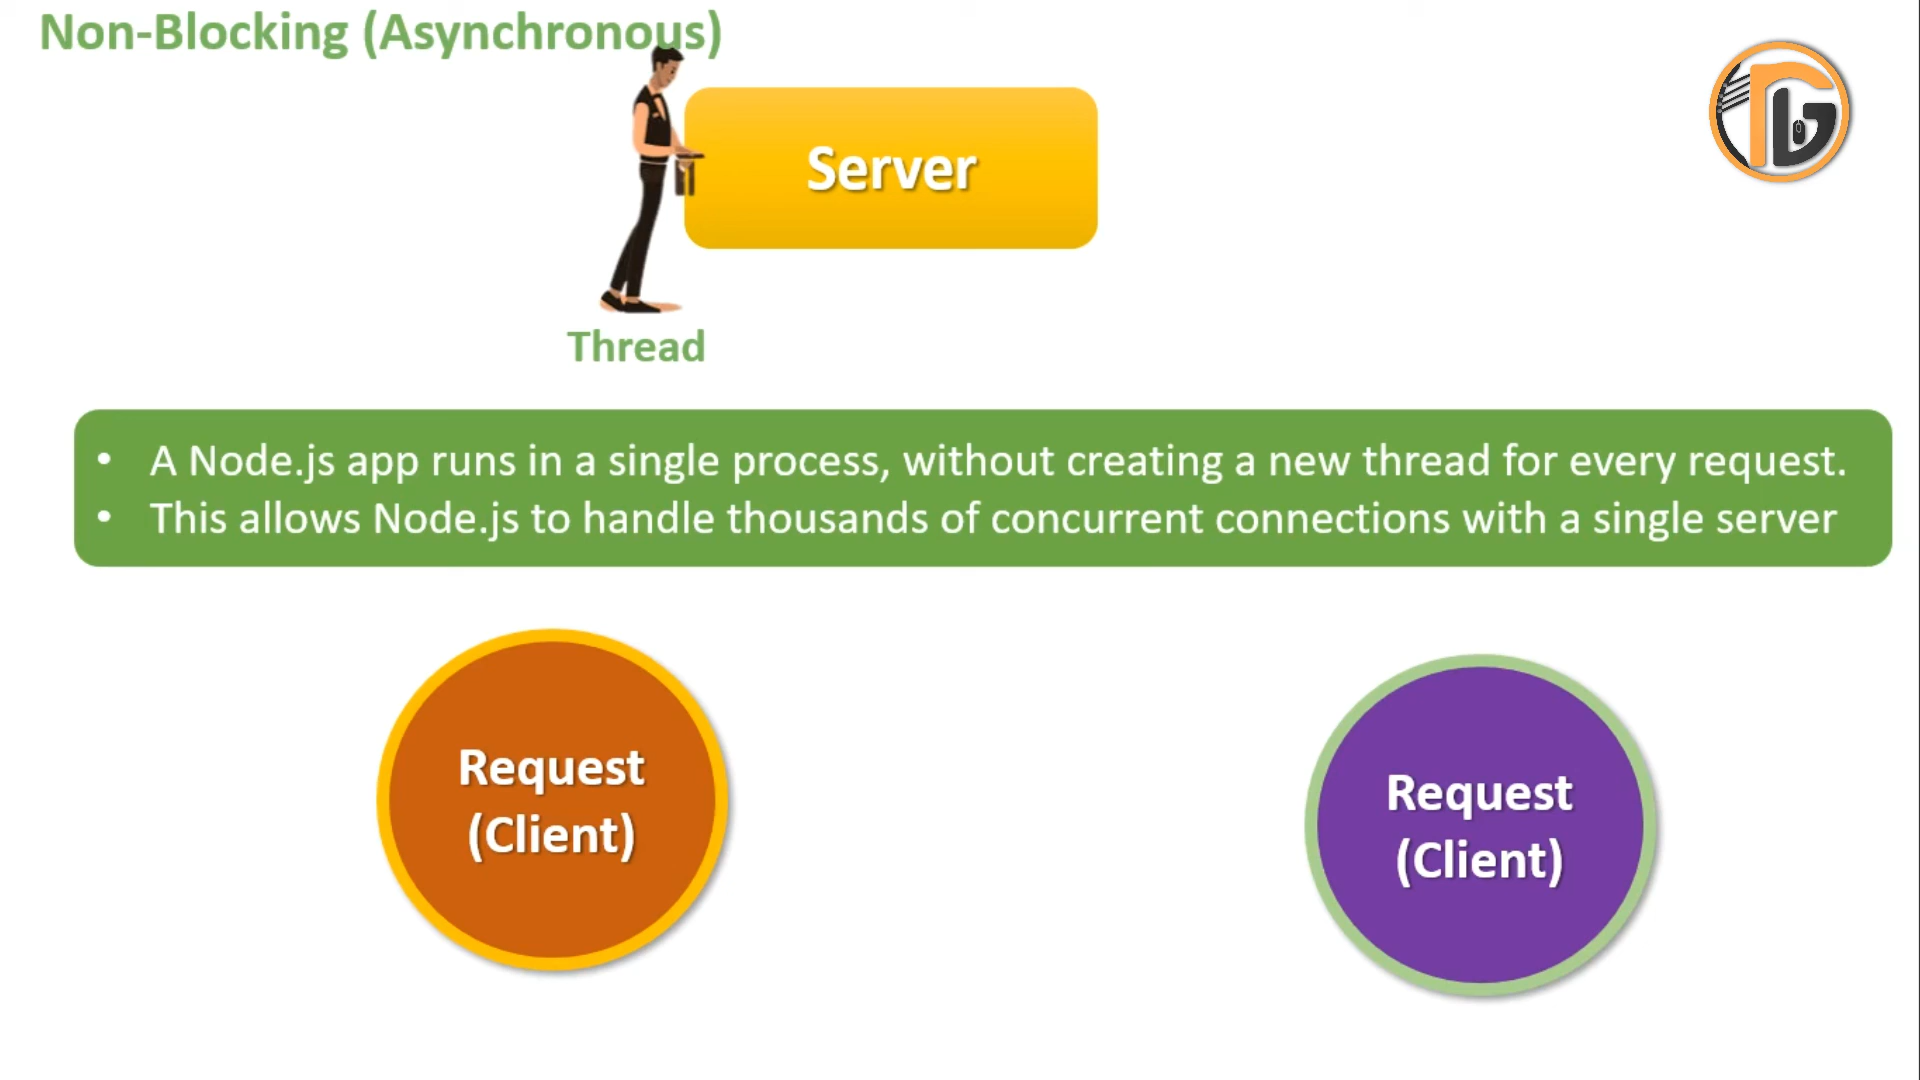 Non-Blocking (Asynchronous)
Server
Thread
• A Node.js app runs in a single process, without creating a new thread for every request.
• This allows Node.js to handle thousands of concurrent connections with a single server
Request
(Client)
Request
(Client)